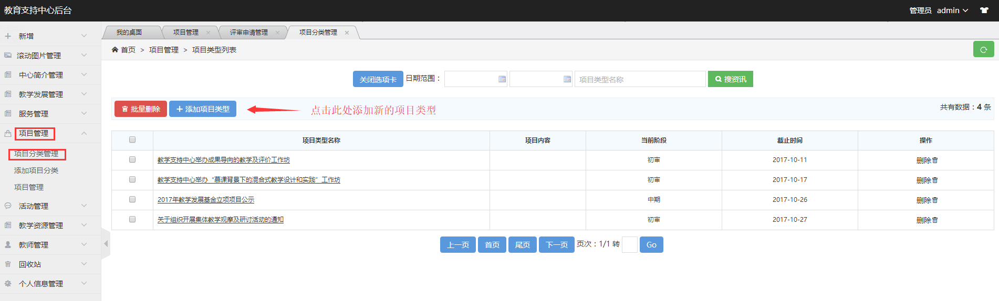 教育支持中心后台
管理员 admin
新增
滚动图片管理
中心简介管理
教学发展管理
服务管理
项目管理
项目分类管理
添加项目分类
项目管理
活动管理
教学资源管理
教师管理
回收站
个人信息管理
我的桌面 项目管理 × 评审申请管理 × 项目分类管理 ×
首页 > 项目管理 > 项目类型列表
关闭选项卡 日期范围： 项目类型名称 搜资讯
批量删除 + 添加项目类型 点击此处添加新的项目类型 共有数据：4 条
项目类型名称 项目内容 当前阶段 截止时间 操作
教学支持中心举办成果导向的教学及评价工作坊 初审 2017-10-11 删除
教学支持中心举办“慕课背景下的混合式教学设计和实践”工作坊 初审 2017-10-17 删除
2017年教学发展基金立项项目公示 中期 2017-10-26 删除
关于组织开展集体教学观摩及研讨活动的通知 初审 2017-10-27 删除
上一页 首页 尾页 下一页 页次：1/1 转 Go